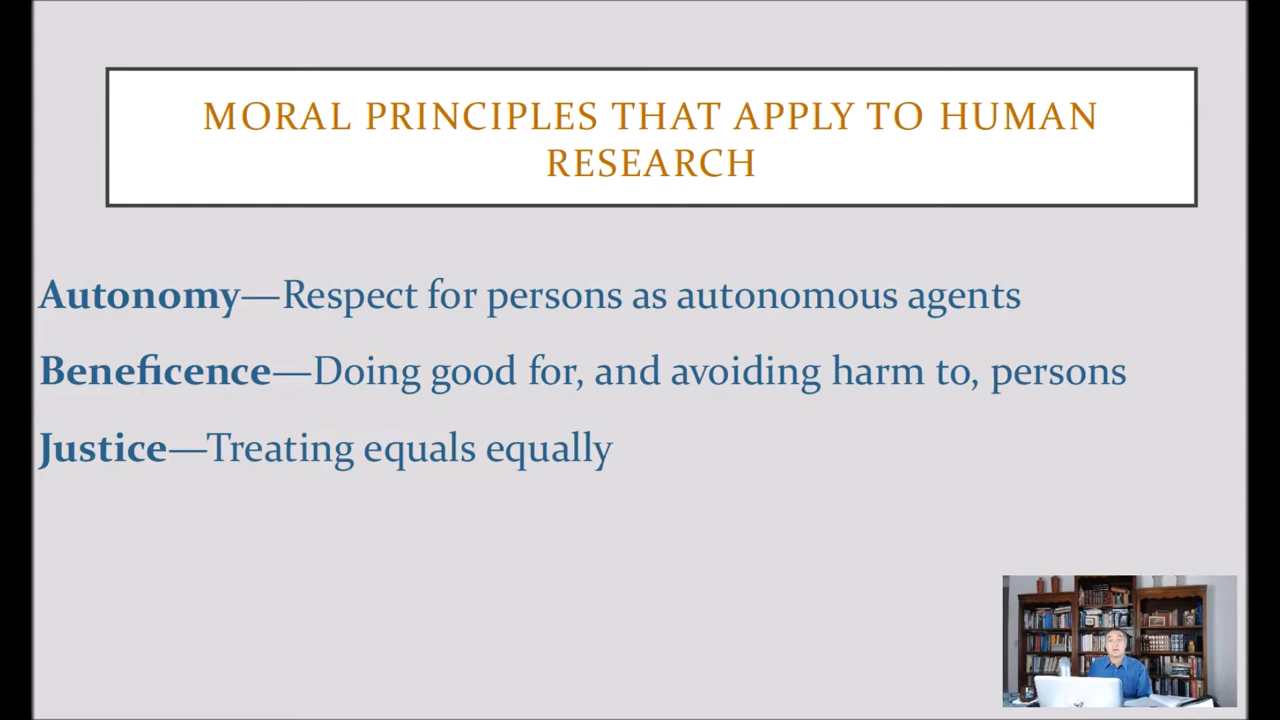 MORAL PRINCIPLES THAT APPLY TO HUMAN
RESEARCH
Autonomy—Respect for persons as autonomous agents
Beneficence—Doing good for, and avoiding harm to, persons
Justice—Treating equals equally